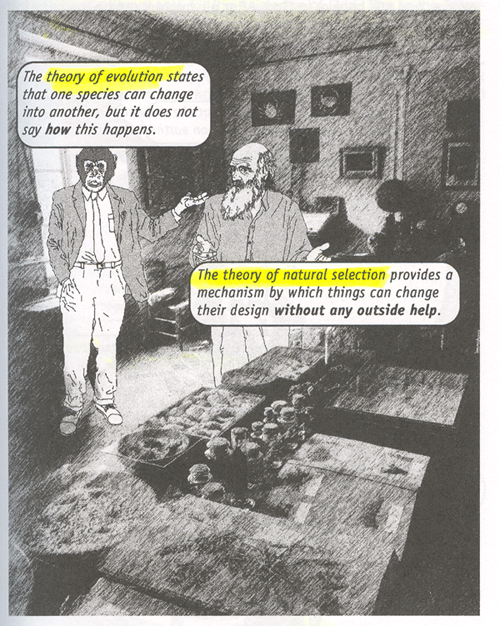 The theory of evolution states
that one species can change
into another, but it does not
say how this happens.
The theory of natural selection provides a
mechanism by which things can change
their design without any outside help.